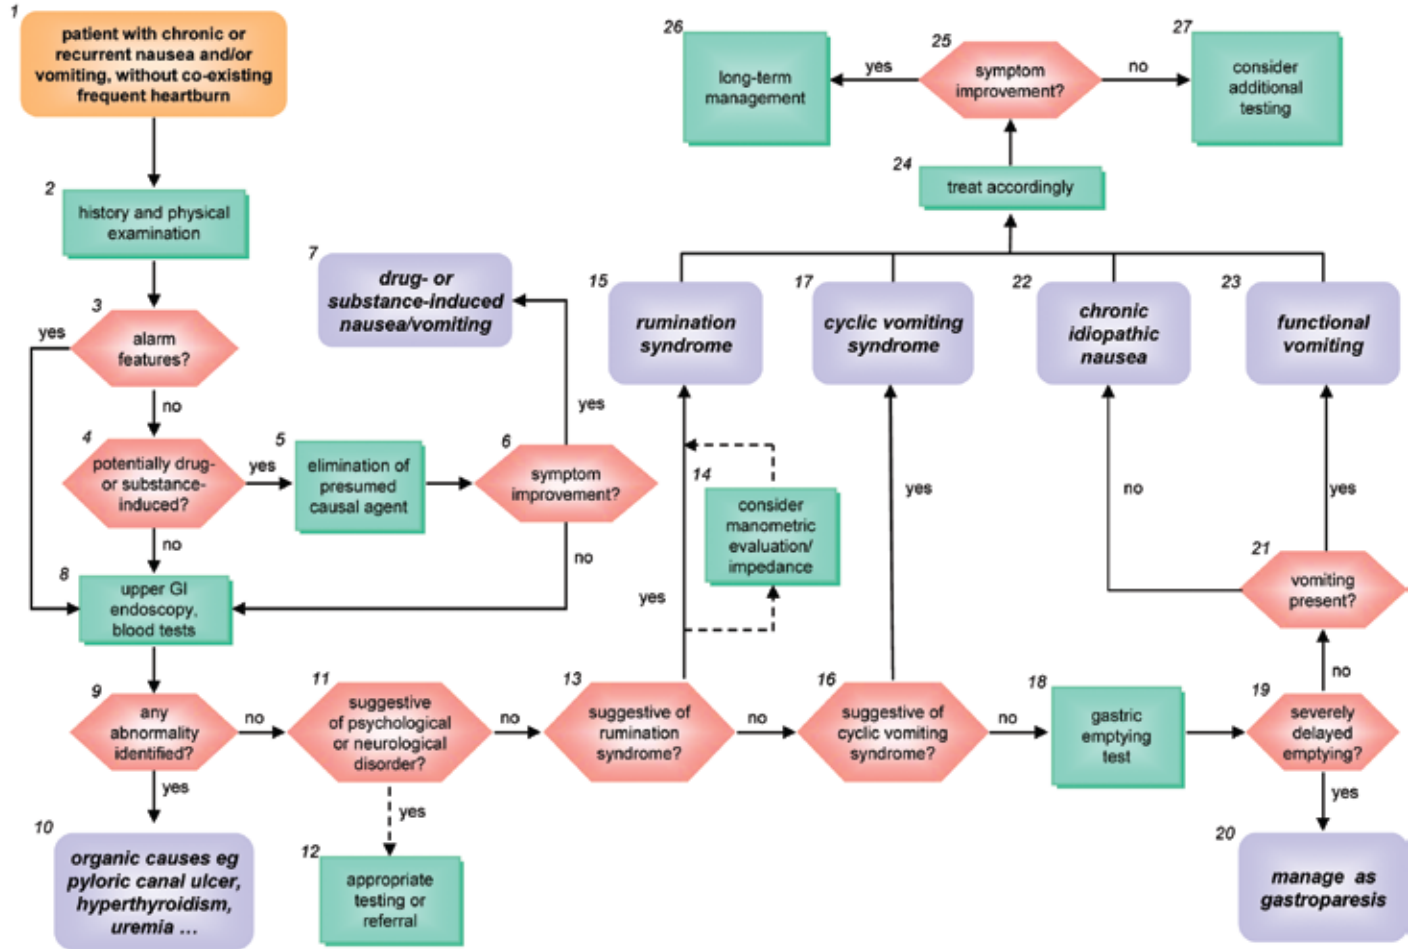 1
patient with chronic or
recurrent nausea and/or
vomiting, without co-existing
frequent heartburn
2
history and physical
examination
3
alarm
features?
yes
no
4
potentially drug-
or substance-
induced?
yes
no
5
elimination of
presumed
causal agent
6
symptom
improvement?
yes
no
7
drug- or
substance-induced
nausea/vomiting
8
upper GI
endoscopy,
blood tests
9
any
abnormality
identified?
no
yes
10
organic causes eg
pyloric canal ulcer,
hyperthyroidism,
uremia ...
11
suggestive
of psychological
or neurological
disorder?
no
yes
12
appropriate
testing or
referral
13
suggestive of
rumination
syndrome?
yes
no
14
consider
manometric
evaluation/
impedance
15
rumination
syndrome
16
suggestive of
cyclic vomiting
syndrome?
yes
no
17
cyclic vomiting
syndrome
18
gastric
emptying
test
19
severely
delayed
emptying?
no
yes
20
manage as
gastroparesis
21
vomiting
present?
no
yes
22
chronic
idiopathic
nausea
23
functional
vomiting
24
treat accordingly
25
symptom
improvement?
yes
no
26
long-term
management
27
consider
additional
testing